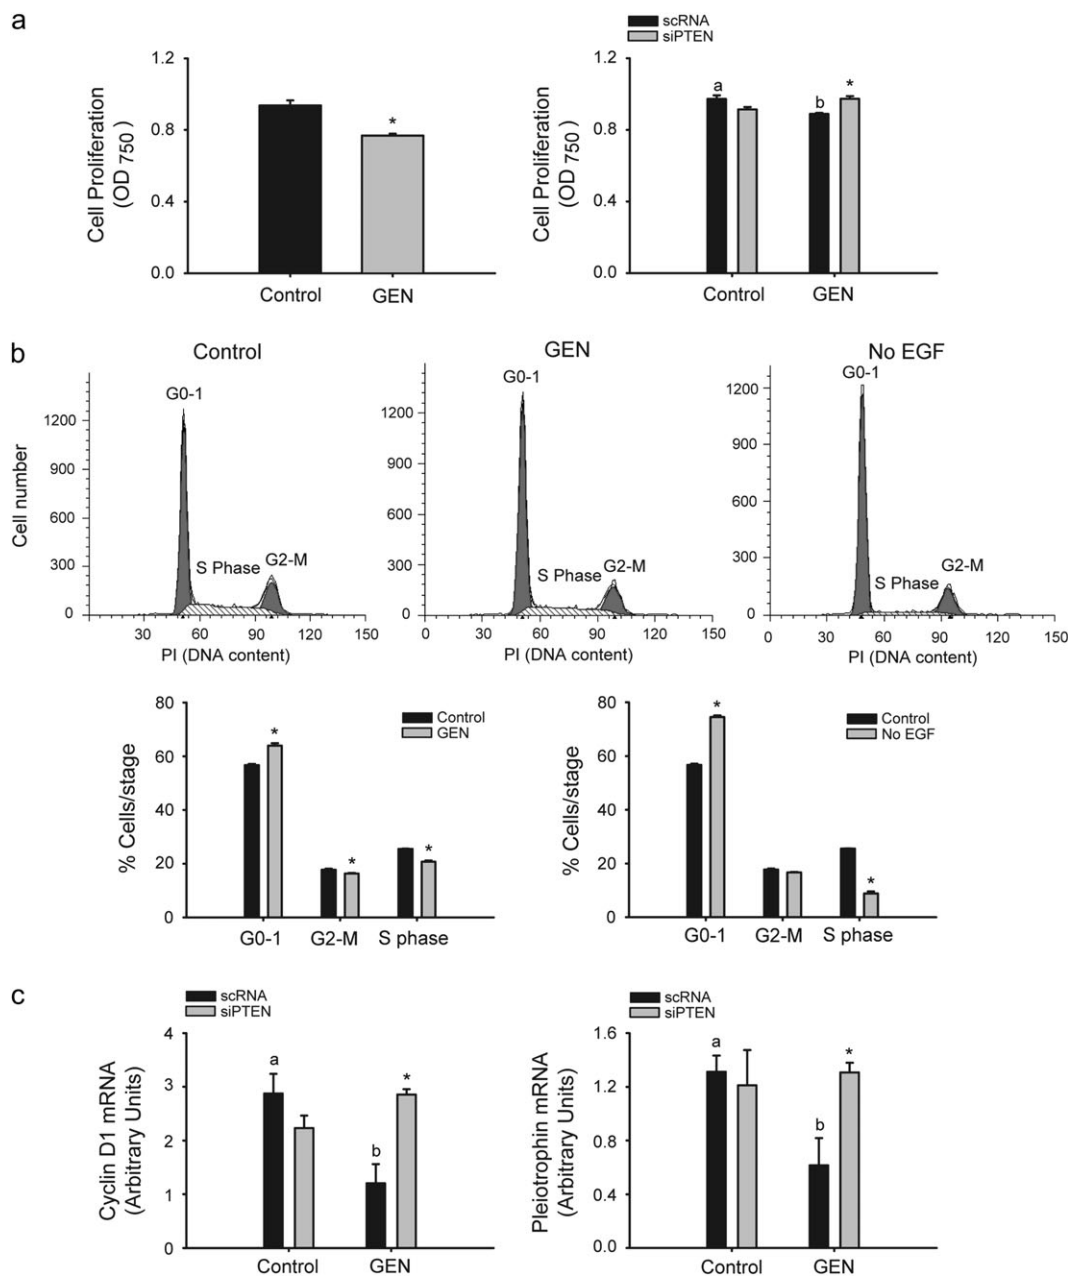 a
scRNA
siPTEN
1.2
0.8
0.4
0.0
Cell Proliferation
(OD 750 )
*
Control
GEN
1.2
0.8
0.4
0.0
Cell Proliferation
(OD 750 )
a
b
*
Control
GEN
b
Control
GEN
No EGF
Cell number
1200
900
600
300
0
G0-1
S Phase
G2-M
30
60
90
120
150
PI (DNA content)
1200
900
600
300
0
G0-1
S Phase
G2-M
0
30
60
90
120
150
PI (DNA content)
1200
900
600
300
0
G0-1
S Phase
G2-M
0
30
60
90
120
150
PI (DNA content)
% Cells/stage
80
60
40
20
0
Control
GEN
*
*
*
G0-1
G2-M
S phase
% Cells/stage
80
60
40
20
0
Control
No EGF
*
*
G0-1
G2-M
S phase
c
scRNA
siPTEN
Cyclin D1 mRNA
(Arbitrary Units)
4
3
2
1
0
a
b
*
Control
GEN
scRNA
siPTEN
Pleiotrophin mRNA
(Arbitrary Units)
1.6
1.2
0.8
0.4
0.0
a
b
*
Control
GEN